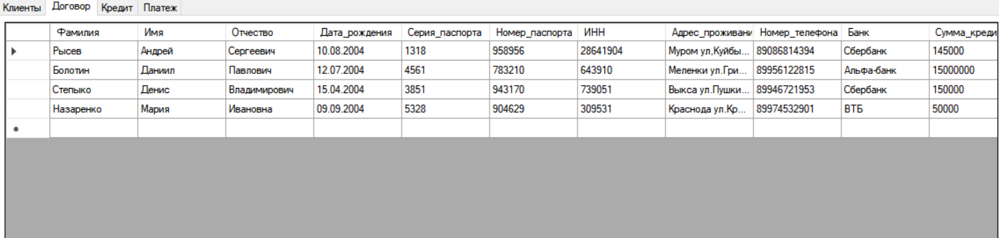 Клиенты Договор Кредит Платеж
Фамилия Имя Отчество Дата_рождения Серия_паспорта Номер_паспорта ИНН Адрес_проживани Номер_телефона Банк Сумма_креди
Рысев Андрей Сергеевич 10.08.2004 1318 958956 28641904 Муром ул,Куйбы... 89086814394 Сбербанк 145000
Болотин Даниил Павлович 12.07.2004 4561 783210 643910 Меленки ул.Гри... 89956122815 Альфа-банк 15000000
Степыко Денис Владимирович 15.04.2004 3851 943170 739051 Выкса ул.Пушки... 89946721953 Сбербанк 150000
Назаренко Мария Ивановна 09.09.2004 5328 904629 309531 Краснода ул.Кр... 89974532901 ВТБ 50000